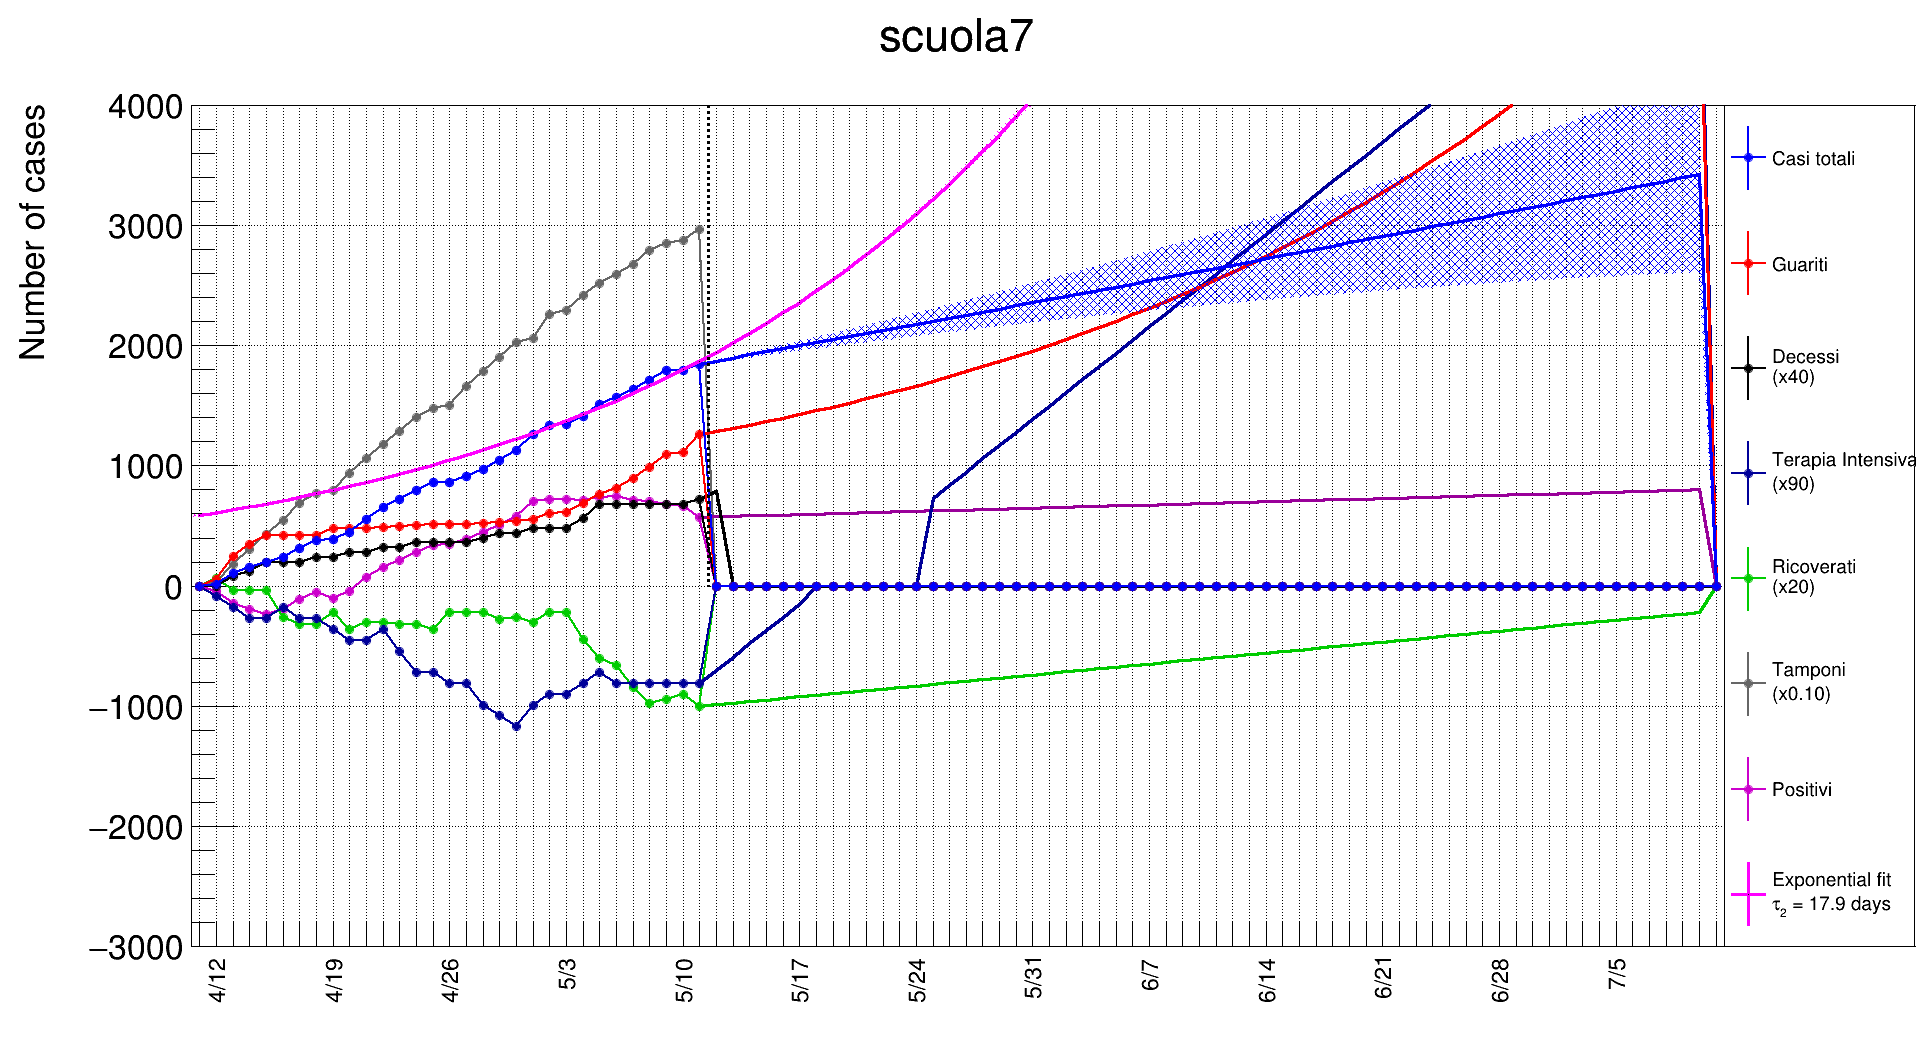 scuola7
Number of cases
4000
3000
2000
1000
0
−1000
−2000
−3000
4/12
4/19
4/26
5/3
5/10
5/17
5/24
5/31
6/7
6/14
6/21
6/28
7/5
Casi totali
Guariti
Decessi
(x40)
Terapia Intensiva
(x90)
Ricoverati
(x20)
Tamponi
(x0.10)
Positivi
Exponential fit
τ2 = 17.9 days